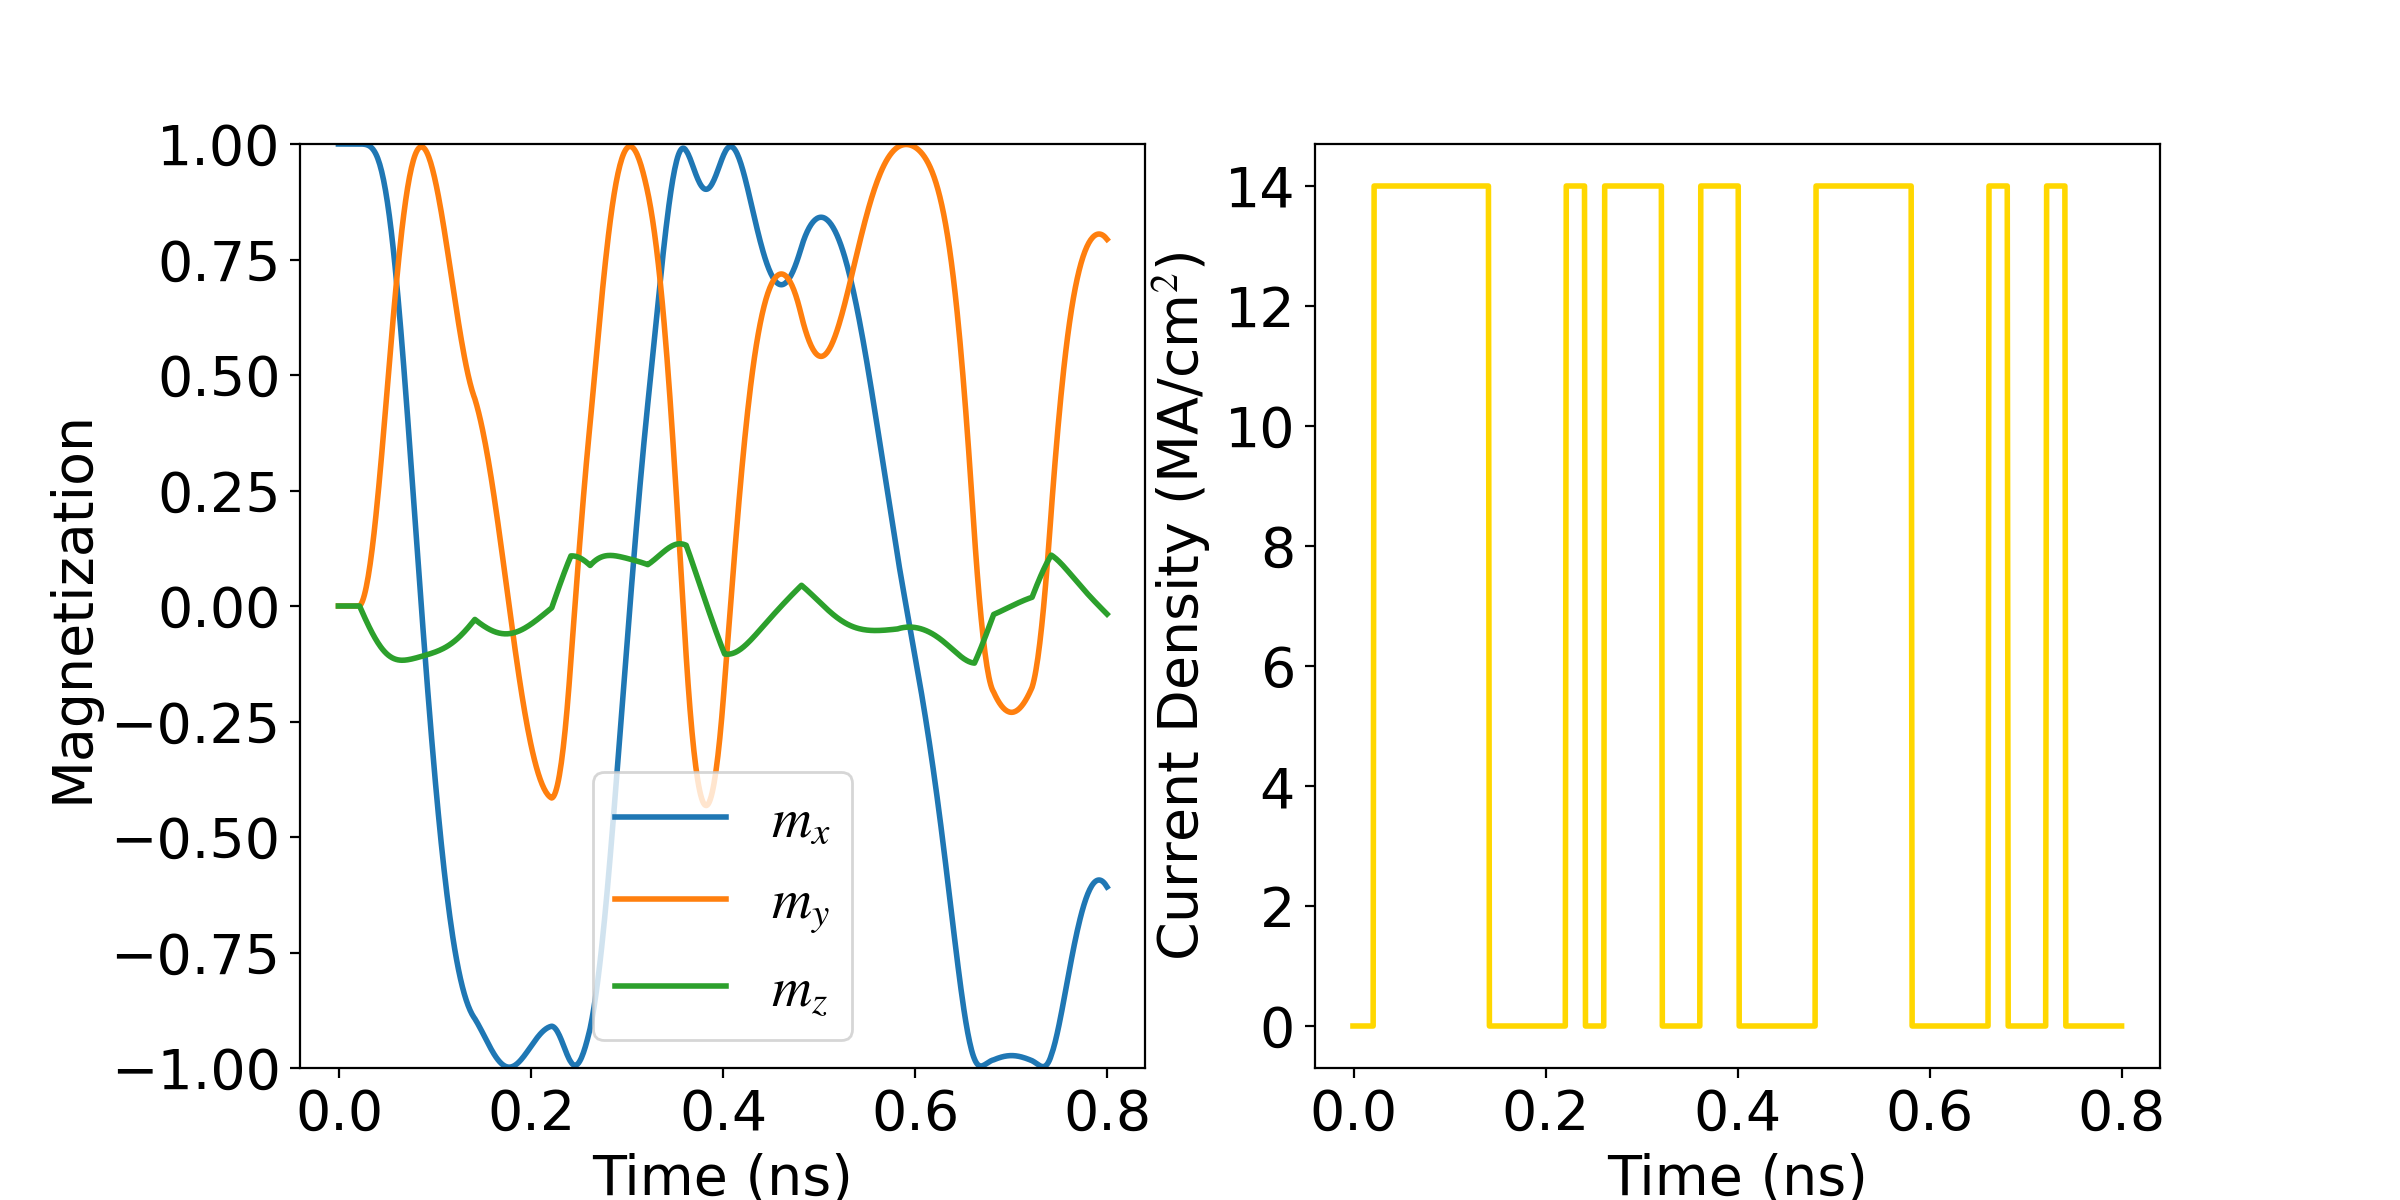 Magnetization
1.00
0.75
0.50
0.25
0.00
−0.25
−0.50
−0.75
−1.00
0.0 0.2 0.4 0.6 0.8
Time (ns)
m_x
m_y
m_z
Current Density (MA/cm²)
14
12
10
8
6
4
2
0
0.0 0.2 0.4 0.6 0.8
Time (ns)